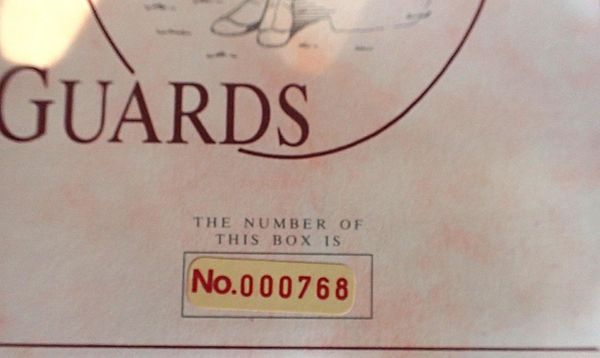 GUARDS
THE NUMBER OF
THIS BOX IS
No.000768